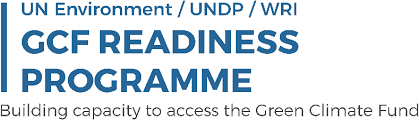 UN Environment / UNDP / WRI
GCF READINESS
PROGRAMME
Building capacity to access the Green Climate Fund